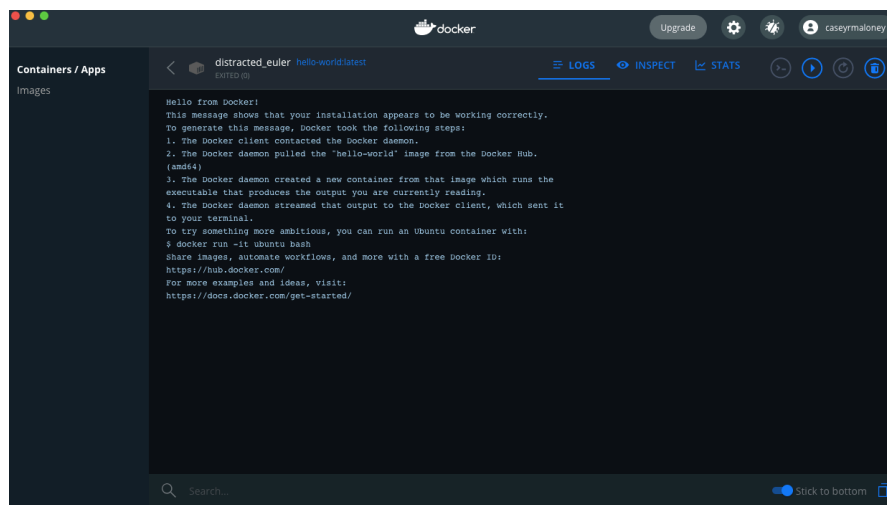 docker
Upgrade
caseyrmaloney
Containers / Apps
Images
distracted_euler hello-world:latest
EXITED (0)
LOGS
INSPECT
STATS
Hello from Docker!
This message shows that your installation appears to be working correctly.
To generate this message, Docker took the following steps:
1. The Docker client contacted the Docker daemon.
2. The Docker daemon pulled the "hello-world" image from the Docker Hub.
(amd64)
3. The Docker daemon created a new container from that image which runs the
executable that produces the output you are currently reading.
4. The Docker daemon streamed that output to the Docker client, which sent it
to your terminal.
To try something more ambitious, you can run an Ubuntu container with:
$ docker run -it ubuntu bash
Share images, automate workflows, and more with a free Docker ID:
https://hub.docker.com/
For more examples and ideas, visit:
https://docs.docker.com/get-started/
Search...
Stick to bottom